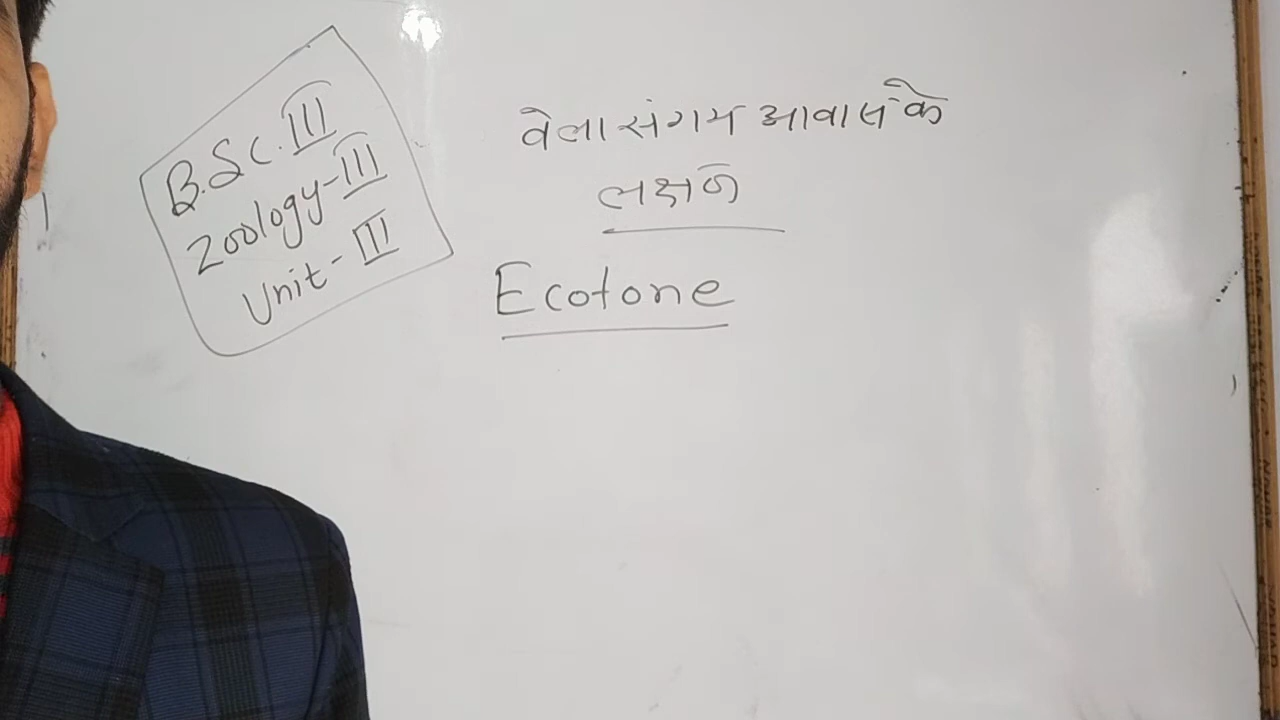 B.Sc. III
Zoology-III
Unit-III
वेला संगम आवास के
लक्षण
Ecotone